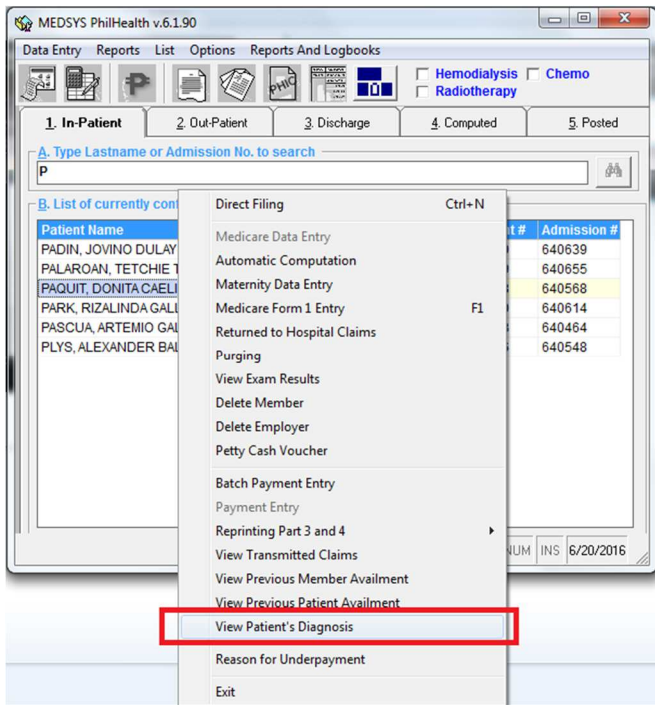 MEDSYS PhilHealth v.6.1.90
Data Entry Reports List Options Reports And Logbooks
PHIC
Hemodialysis Chemo
Radiotherapy
1. In-Patient 2. Out-Patient 3. Discharge 4. Computed 5. Posted
A. Type Lastname or Admission No. to search
P
B. List of currently
Patient Name Admission #
PADIN, JOVINO DULAY 640639
PALAROAN, TETCHIE 640655
PAQUIT, DONITA 640568
PARK, RIZALINDA 640614
PASCUA, ARTEMIO 640464
PLYS, ALEXANDER 640548
Direct Filing Ctrl+N
Medicare Data Entry
Automatic Computation
Maternity Data Entry
Medicare Form 1 Entry F1
Returned to Hospital Claims
Purging
View Exam Results
Delete Member
Delete Employer
Petty Cash Voucher
Batch Payment Entry
Payment Entry
Reprinting Part 3 and 4
View Transmitted Claims
View Previous Member Availment
View Previous Patient Availment
View Patient's Diagnosis
Reason for Underpayment
Exit
NUM INS 6/20/2016